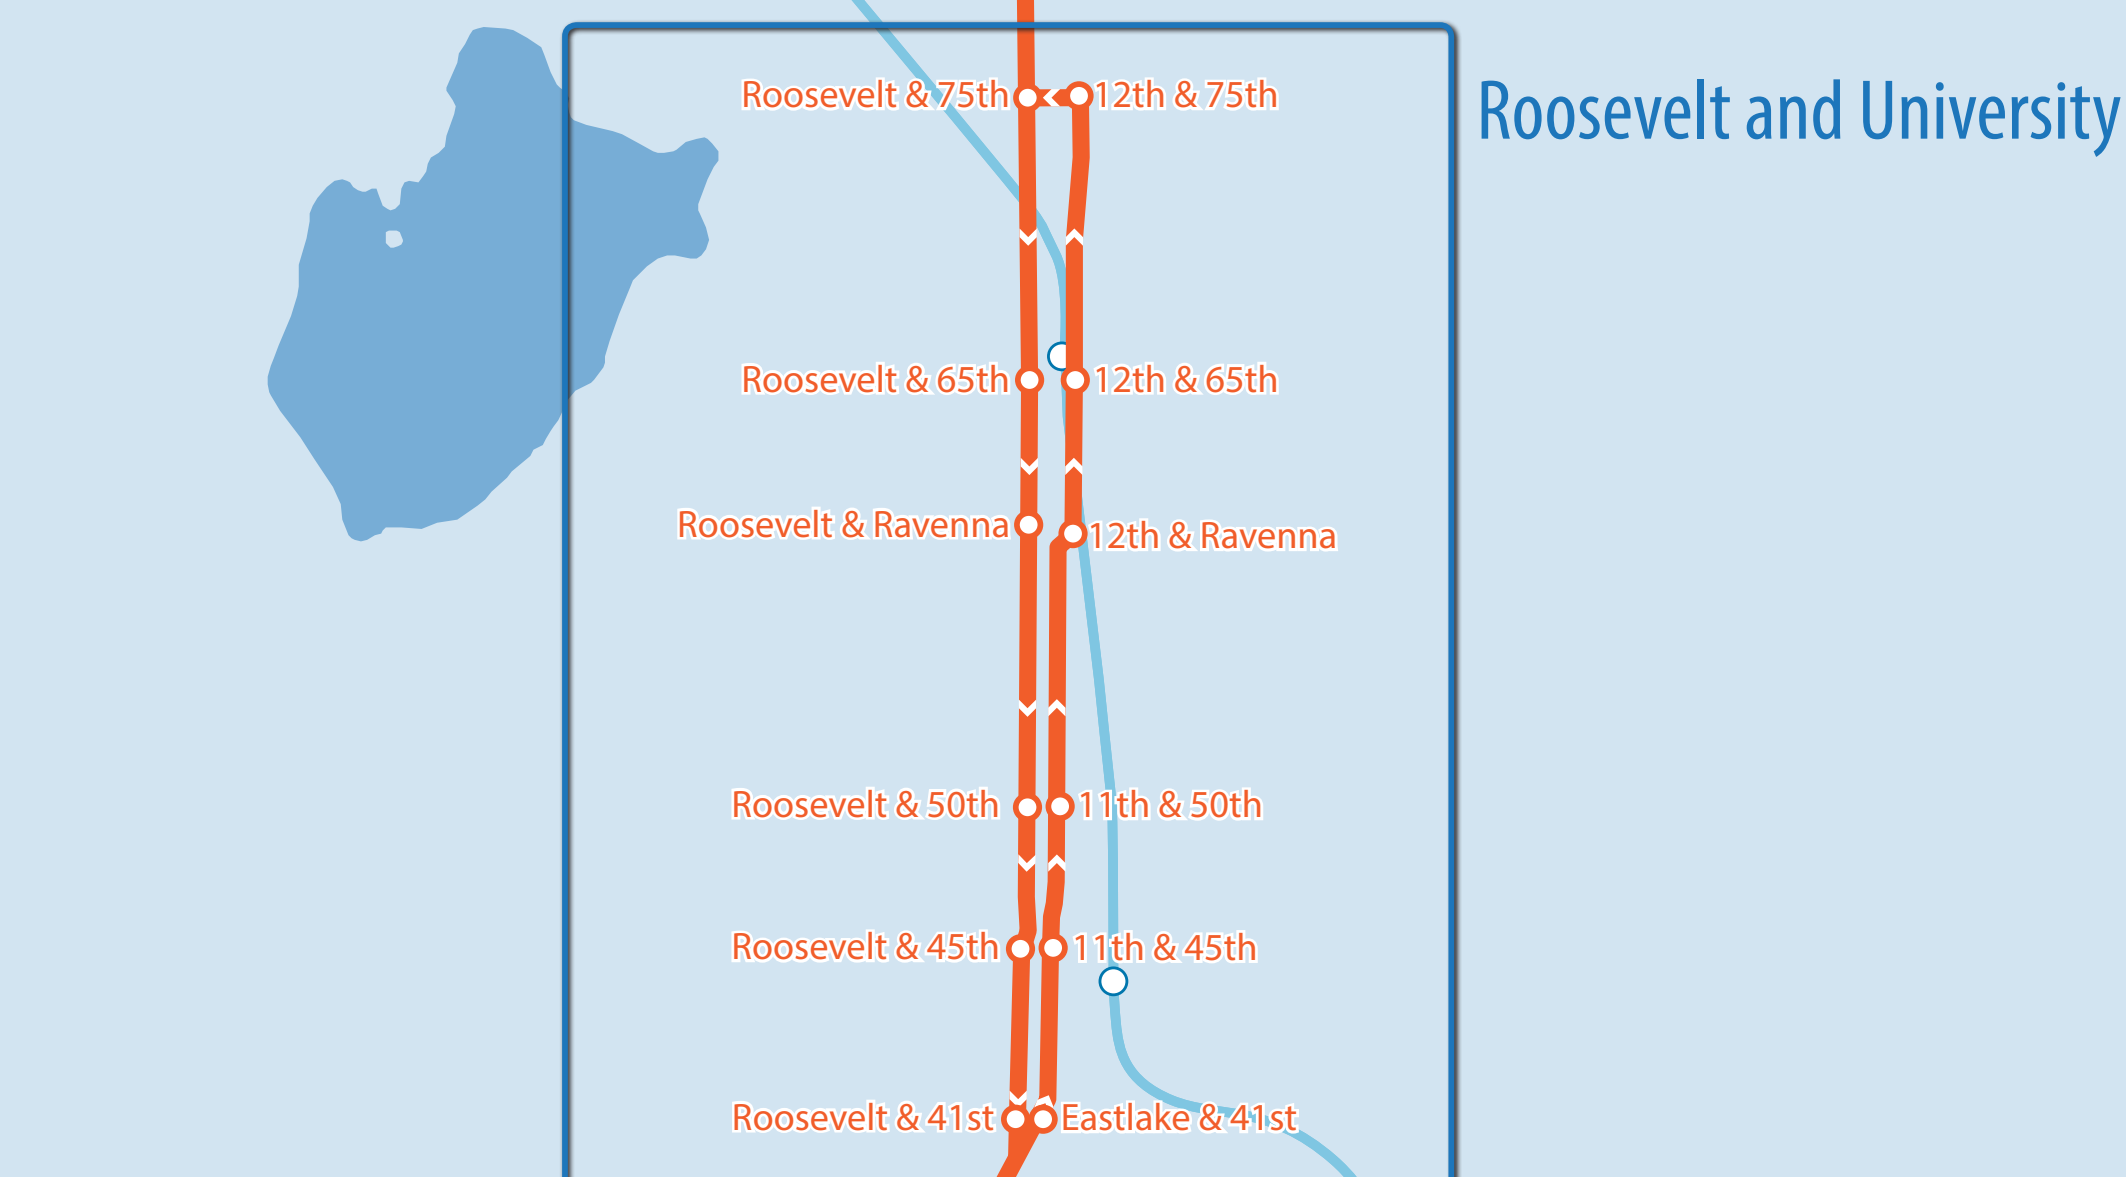 Roosevelt and University
Roosevelt & 75th
12th & 75th
Roosevelt & 65th
12th & 65th
Roosevelt & Ravenna
12th & Ravenna
Roosevelt & 50th
11th & 50th
Roosevelt & 45th
11th & 45th
Roosevelt & 41st
Eastlake & 41st